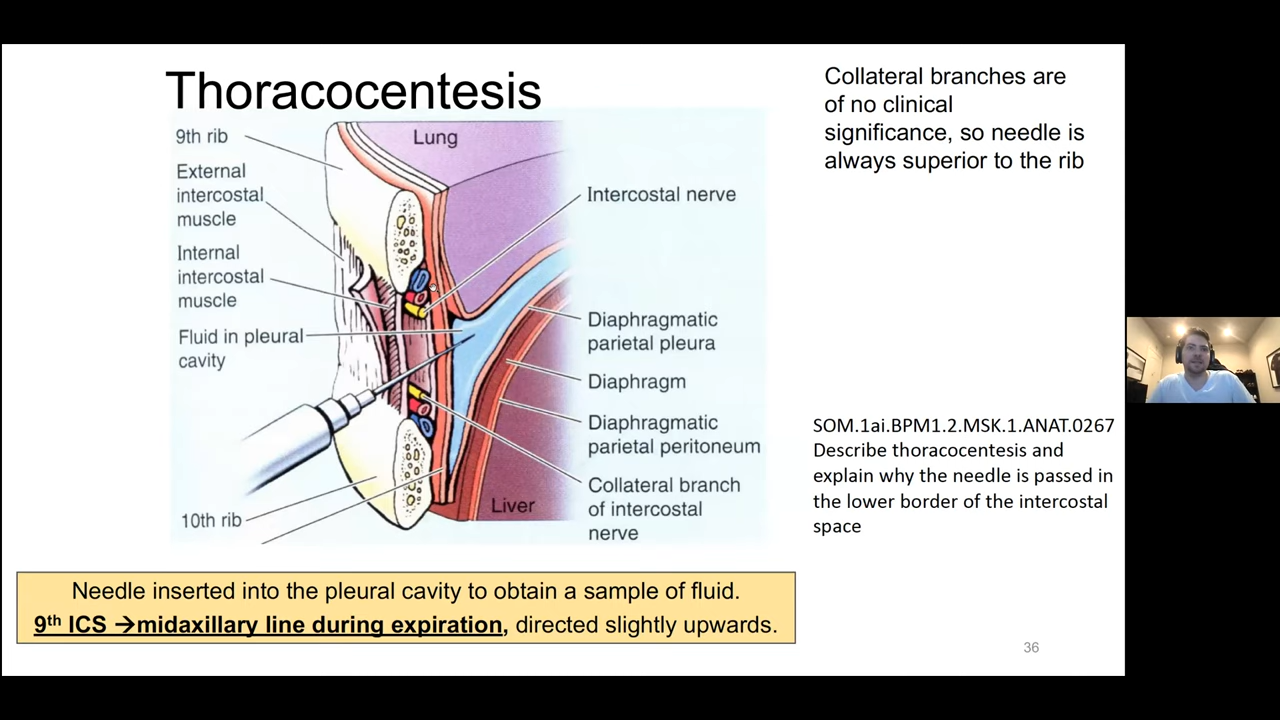 Thoracocentesis
9th rib
External
intercostal
muscle
Internal
intercostal
muscle
Fluid in pleural
cavity
10th rib
Lung
Intercostal nerve
Diaphragmatic
parietal pleura
Diaphragm
Diaphragmatic
parietal peritoneum
Collateral branch
of intercostal
nerve
Liver
Collateral branches are
of no clinical
significance, so needle is
always superior to the rib
SOM.1ai.BPM1.2.MSK.1.ANAT.0267
Describe thoracocentesis and
explain why the needle is passed in
the lower border of the intercostal
space
Needle inserted into the pleural cavity to obtain a sample of fluid.
9th ICS →midaxillary line during expiration, directed slightly upwards.
36